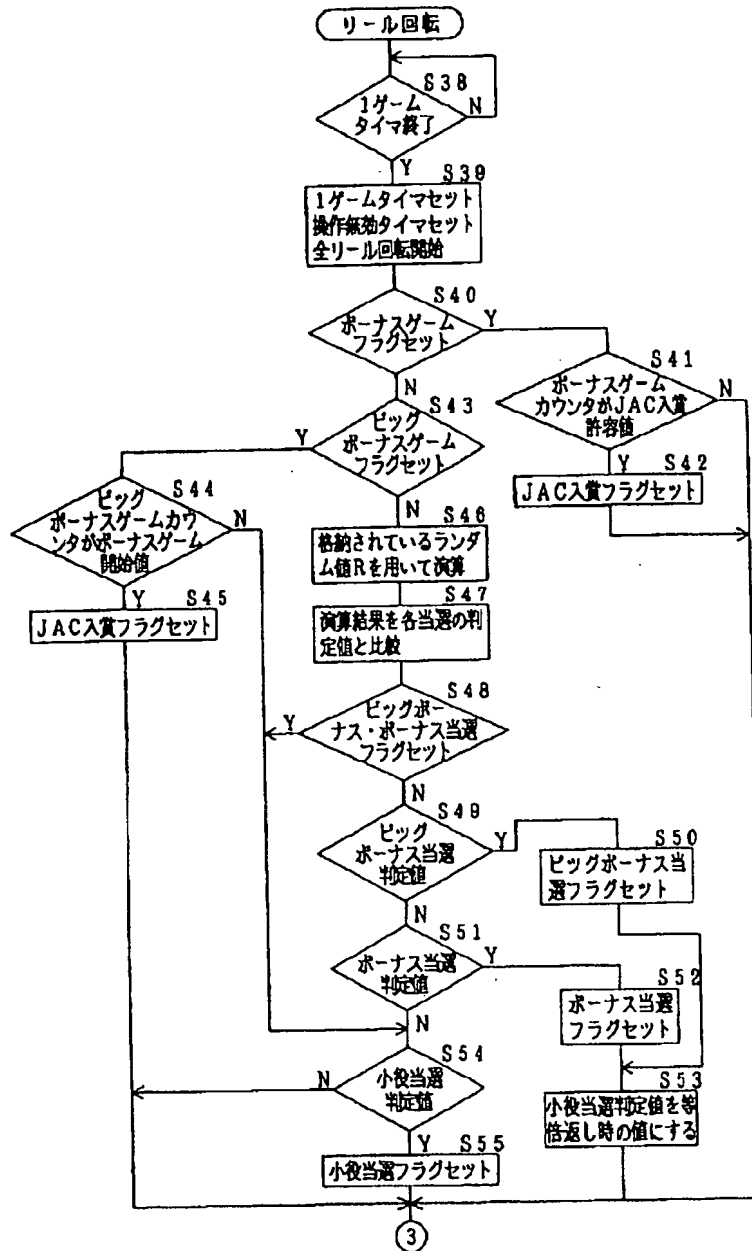 リール回転
S38
1ゲーム
タイマ終了
N
Y
S39
1ゲームタイマセット
操作無効タイマセット
全リール回転開始
S40
ボーナスゲーム
フラグセット
Y
N
S41
ボーナスゲーム
カウンタがJAC入賞
許容値
N
Y
S42
JAC入賞フラグセット
S43
ビッグ
ボーナスゲーム
フラグセット
Y
N
S44
ビッグ
ボーナスゲームカウ
ンタがボーナスゲーム
開始値
N
Y
S45
JAC入賞フラグセット
S46
格納されているランダ
ム値Rを用いて演算
S47
演算結果を各当選の判
定値と比較
S48
ビッグボー
ナス・ボーナス当選
フラグセット
Y
N
S49
ビッグ
ボーナス当選
判定値
Y
N
S50
ビッグボーナス当
選フラグセット
S51
ボーナス当選
判定値
Y
N
S52
ボーナス当選
フラグセット
S53
小役当選判定値を等
倍返し時の値にする
S54
小役当選
判定値
N
Y
S55
小役当選フラグセット
3